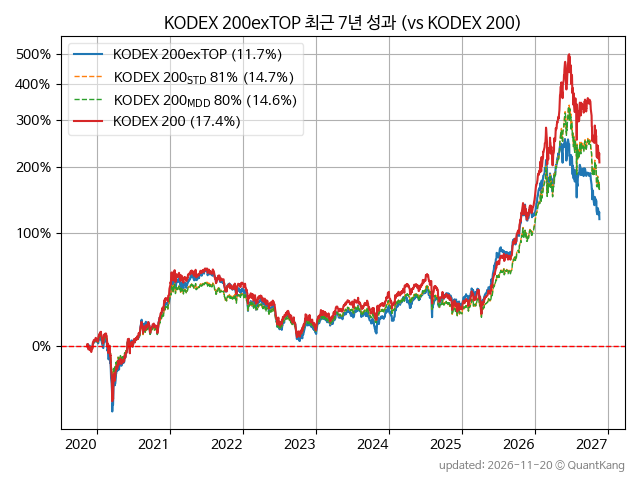 KODEX 200exTOP 최근 7년 성과 (vs KODEX 200)
KODEX 200exTOP (11.7%)
KODEX 200STD 81% (14.7%)
KODEX 200MDD 80% (14.6%)
KODEX 200 (17.4%)
500%
400%
300%
200%
100%
0%
2020 2021 2022 2023 2024 2025 2026 2027
updated: 2026-11-20 © QuantKang